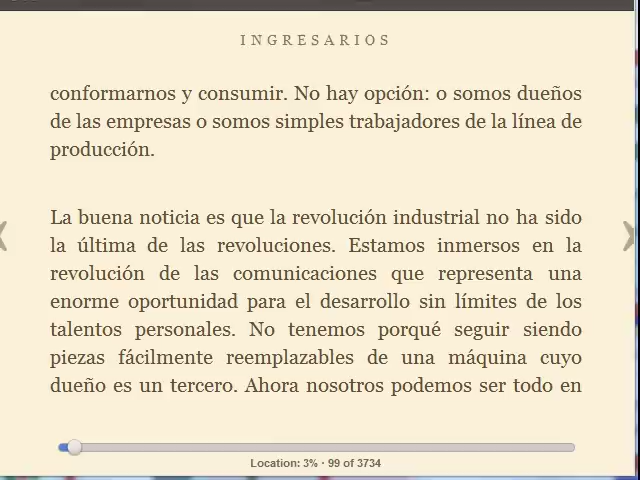 INGRESARIOS
conformarnos y consumir. No hay opción: o somos dueños
de las empresas o somos simples trabajadores de la línea de
producción.
La buena noticia es que la revolución industrial no ha sido
la última de las revoluciones. Estamos inmersos en la
revolución de las comunicaciones que representa una
enorme oportunidad para el desarrollo sin límites de los
talentos personales. No tenemos porqué seguir siendo
piezas fácilmente reemplazables de una máquina cuyo
dueño es un tercero. Ahora nosotros podemos ser todo en
Location: 3% · 99 of 3734